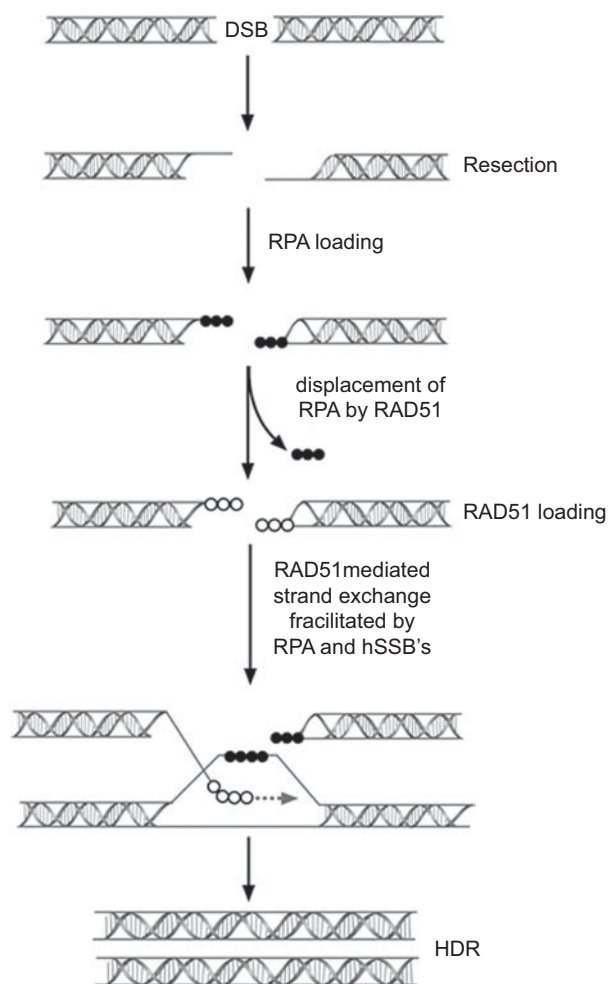 DSB
Resection
RPA loading
displacement of
RPA by RAD51
RAD51 loading
RAD51mediated
strand exchange
fracilitated by
RPA and hSSB's
HDR